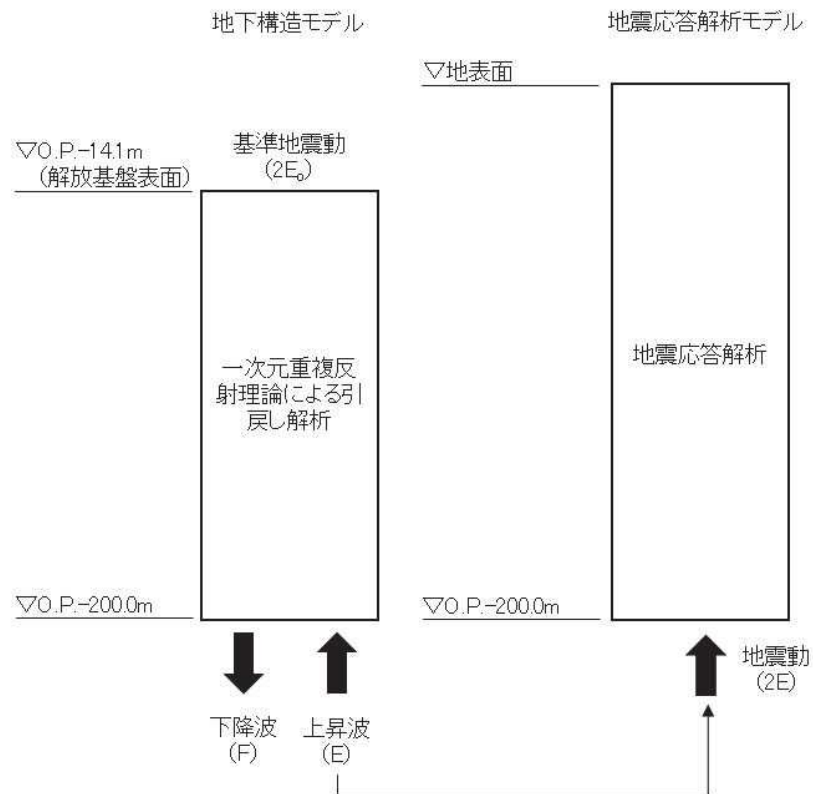 地下構造モデル
地震応答解析モデル
▽地表面
▽O.P.-14.1m
(解放基盤表面)
基準地震動
(2E₀)
一次元重複反
射理論による引
戻し解析
地震応答解析
▽O.P.-200.0m
▽O.P.-200.0m
下降波
(F)
上昇波
(E)
地震動
(2E)